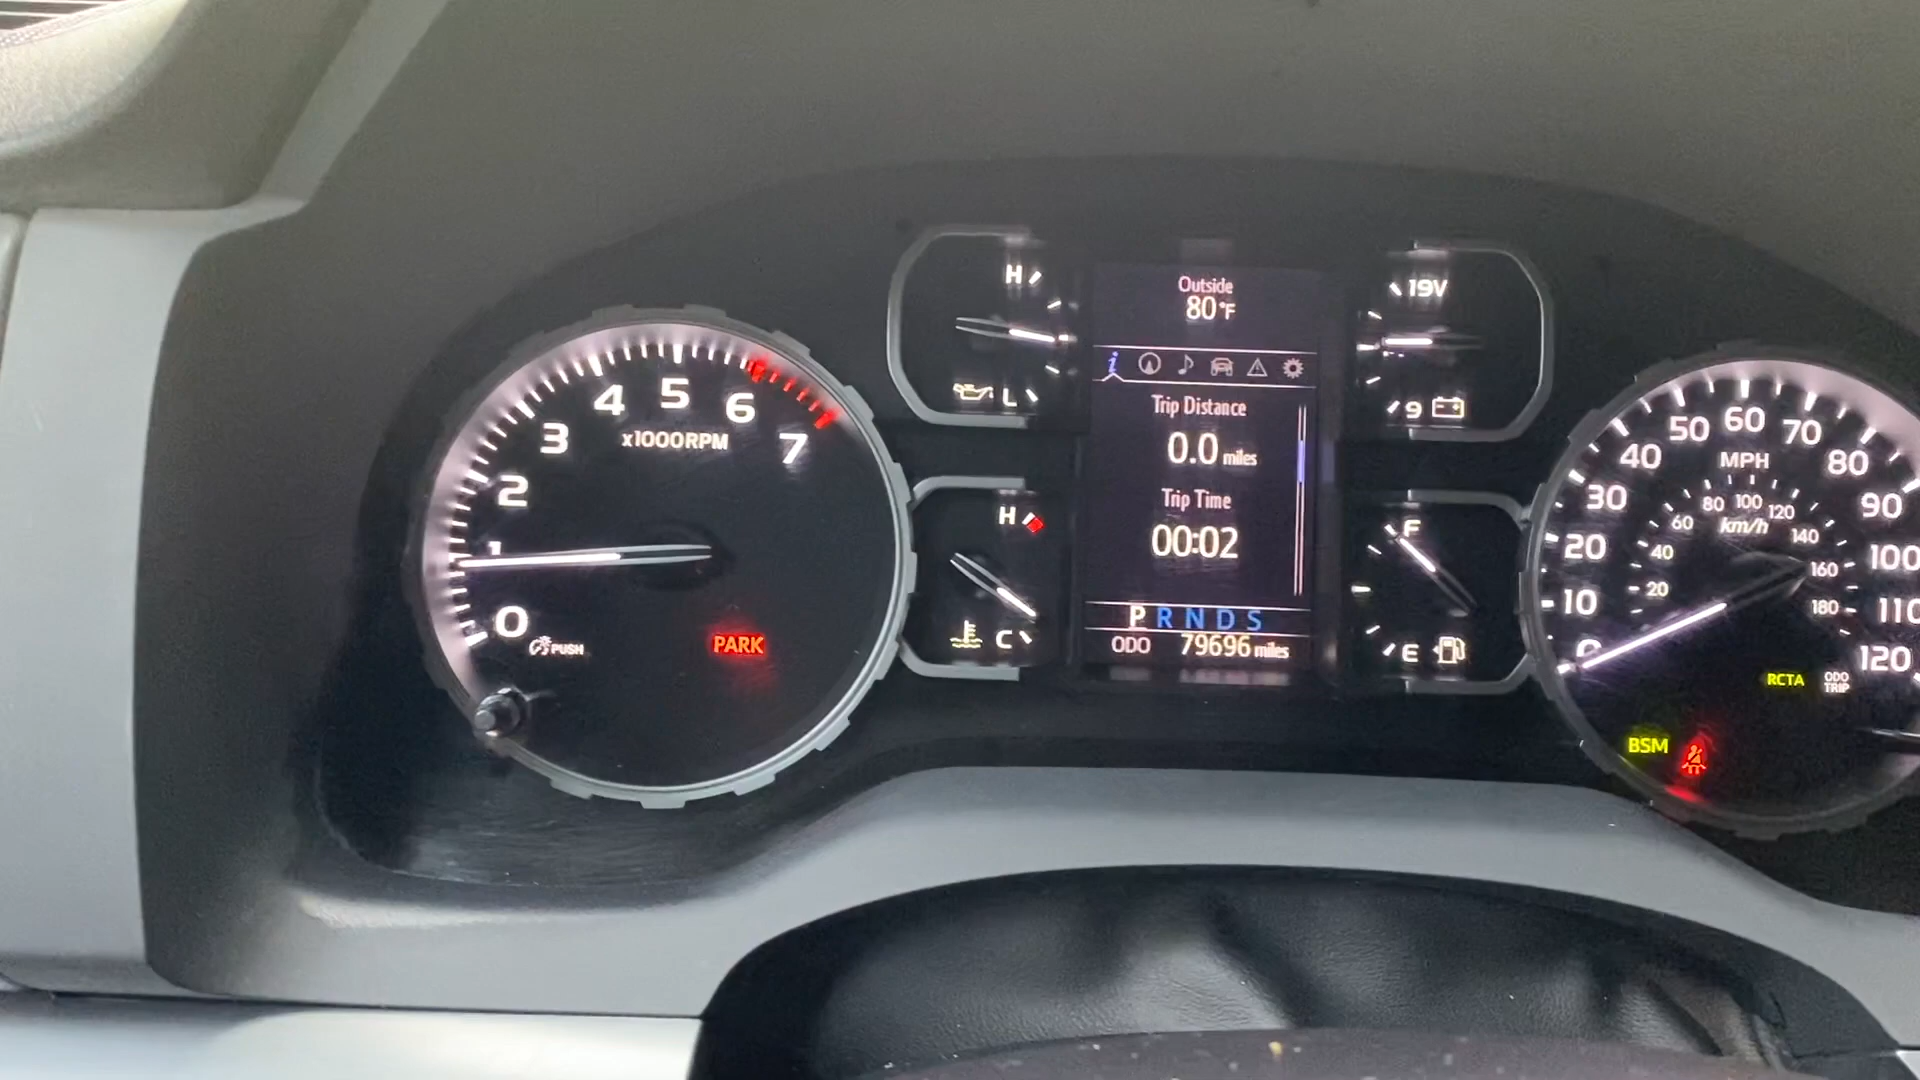 0
1
2
3
4
5
6
7
x1000RPM
PUSH
PARK
H
L
H
C
Outside
80°F
i
Trip Distance
0.0 miles
Trip Time
00:02
P R N D S
ODO 79696 miles
19V
9
F
E
0
10
20
30
40
50
60
70
80
90
100
110
120
MPH
20
40
60
80
100
120
140
160
180
km/h
RCTA
ODO
TRIP
BSM